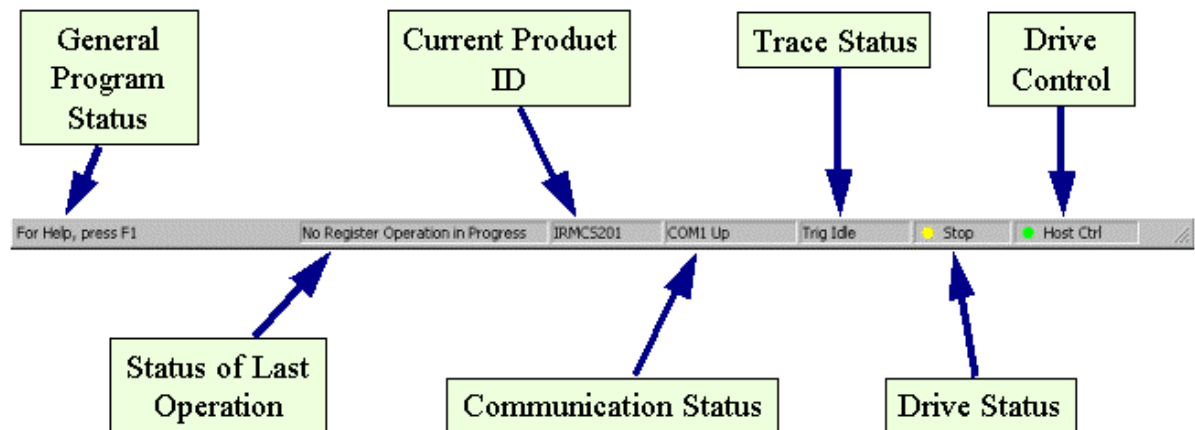 General
Program
Status
Current Product
ID
Trace Status
Drive
Control
For Help, press F1
No Register Operation in Progress
IRMCS201
COM1 Up
Trig Idle
Stop
Host Ctrl
Status of Last
Operation
Communication Status
Drive Status